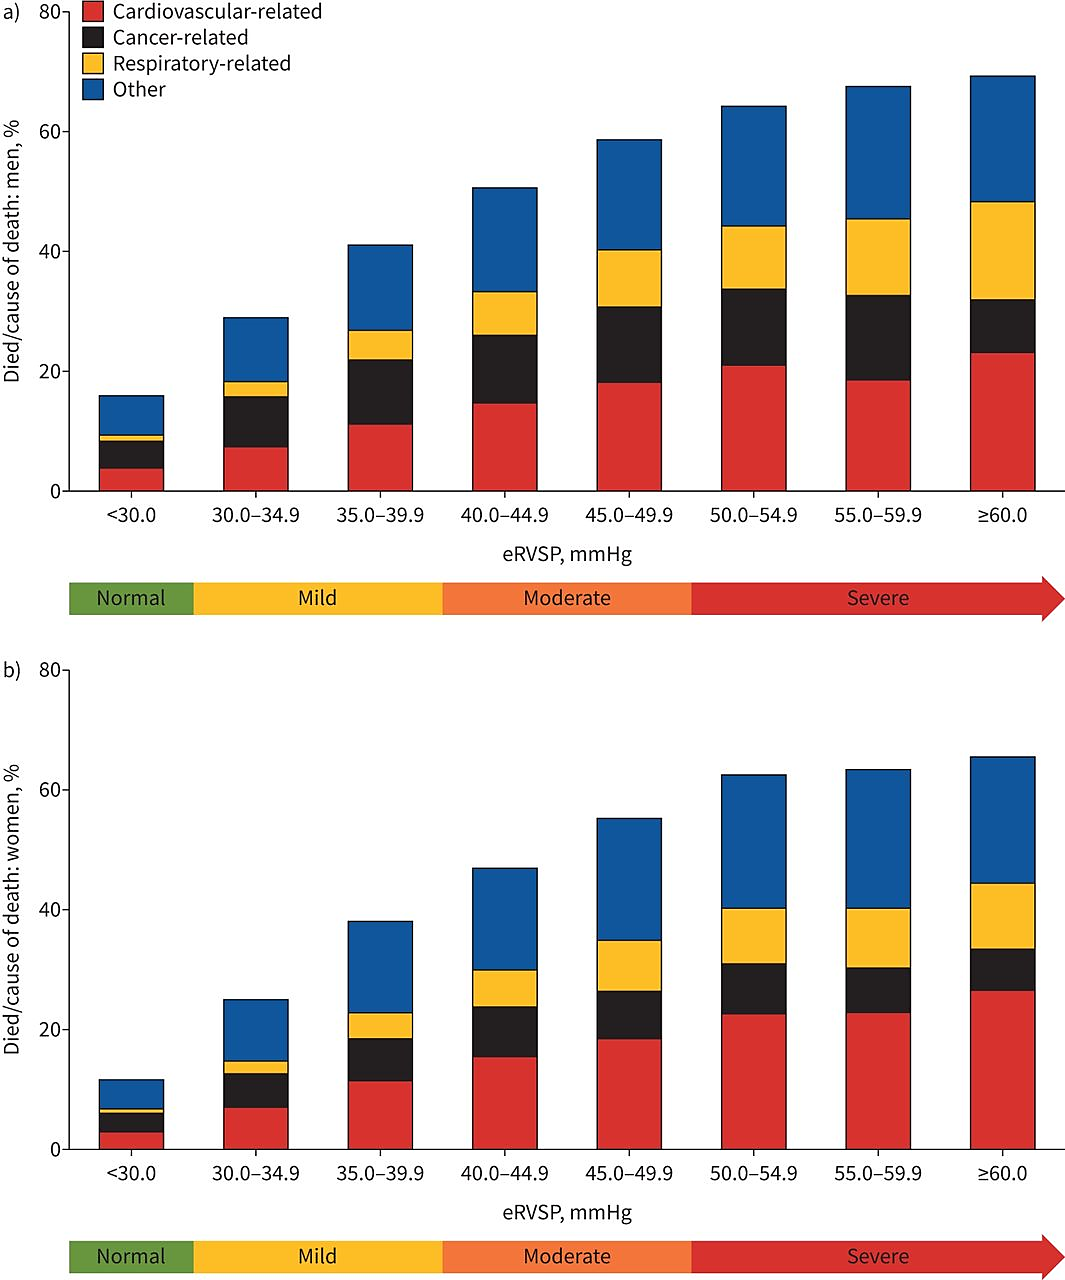 a)
80
60
40
20
0
Died/cause of death: men, %
Cardiovascular-related
Cancer-related
Respiratory-related
Other
<30.0 30.0–34.9 35.0–39.9 40.0–44.9 45.0–49.9 50.0–54.9 55.0–59.9 ≥60.0
eRVSP, mmHg
Normal Mild Moderate Severe
b)
80
60
40
20
0
Died/cause of death: women, %
<30.0 30.0–34.9 35.0–39.9 40.0–44.9 45.0–49.9 50.0–54.9 55.0–59.9 ≥60.0
eRVSP, mmHg
Normal Mild Moderate Severe